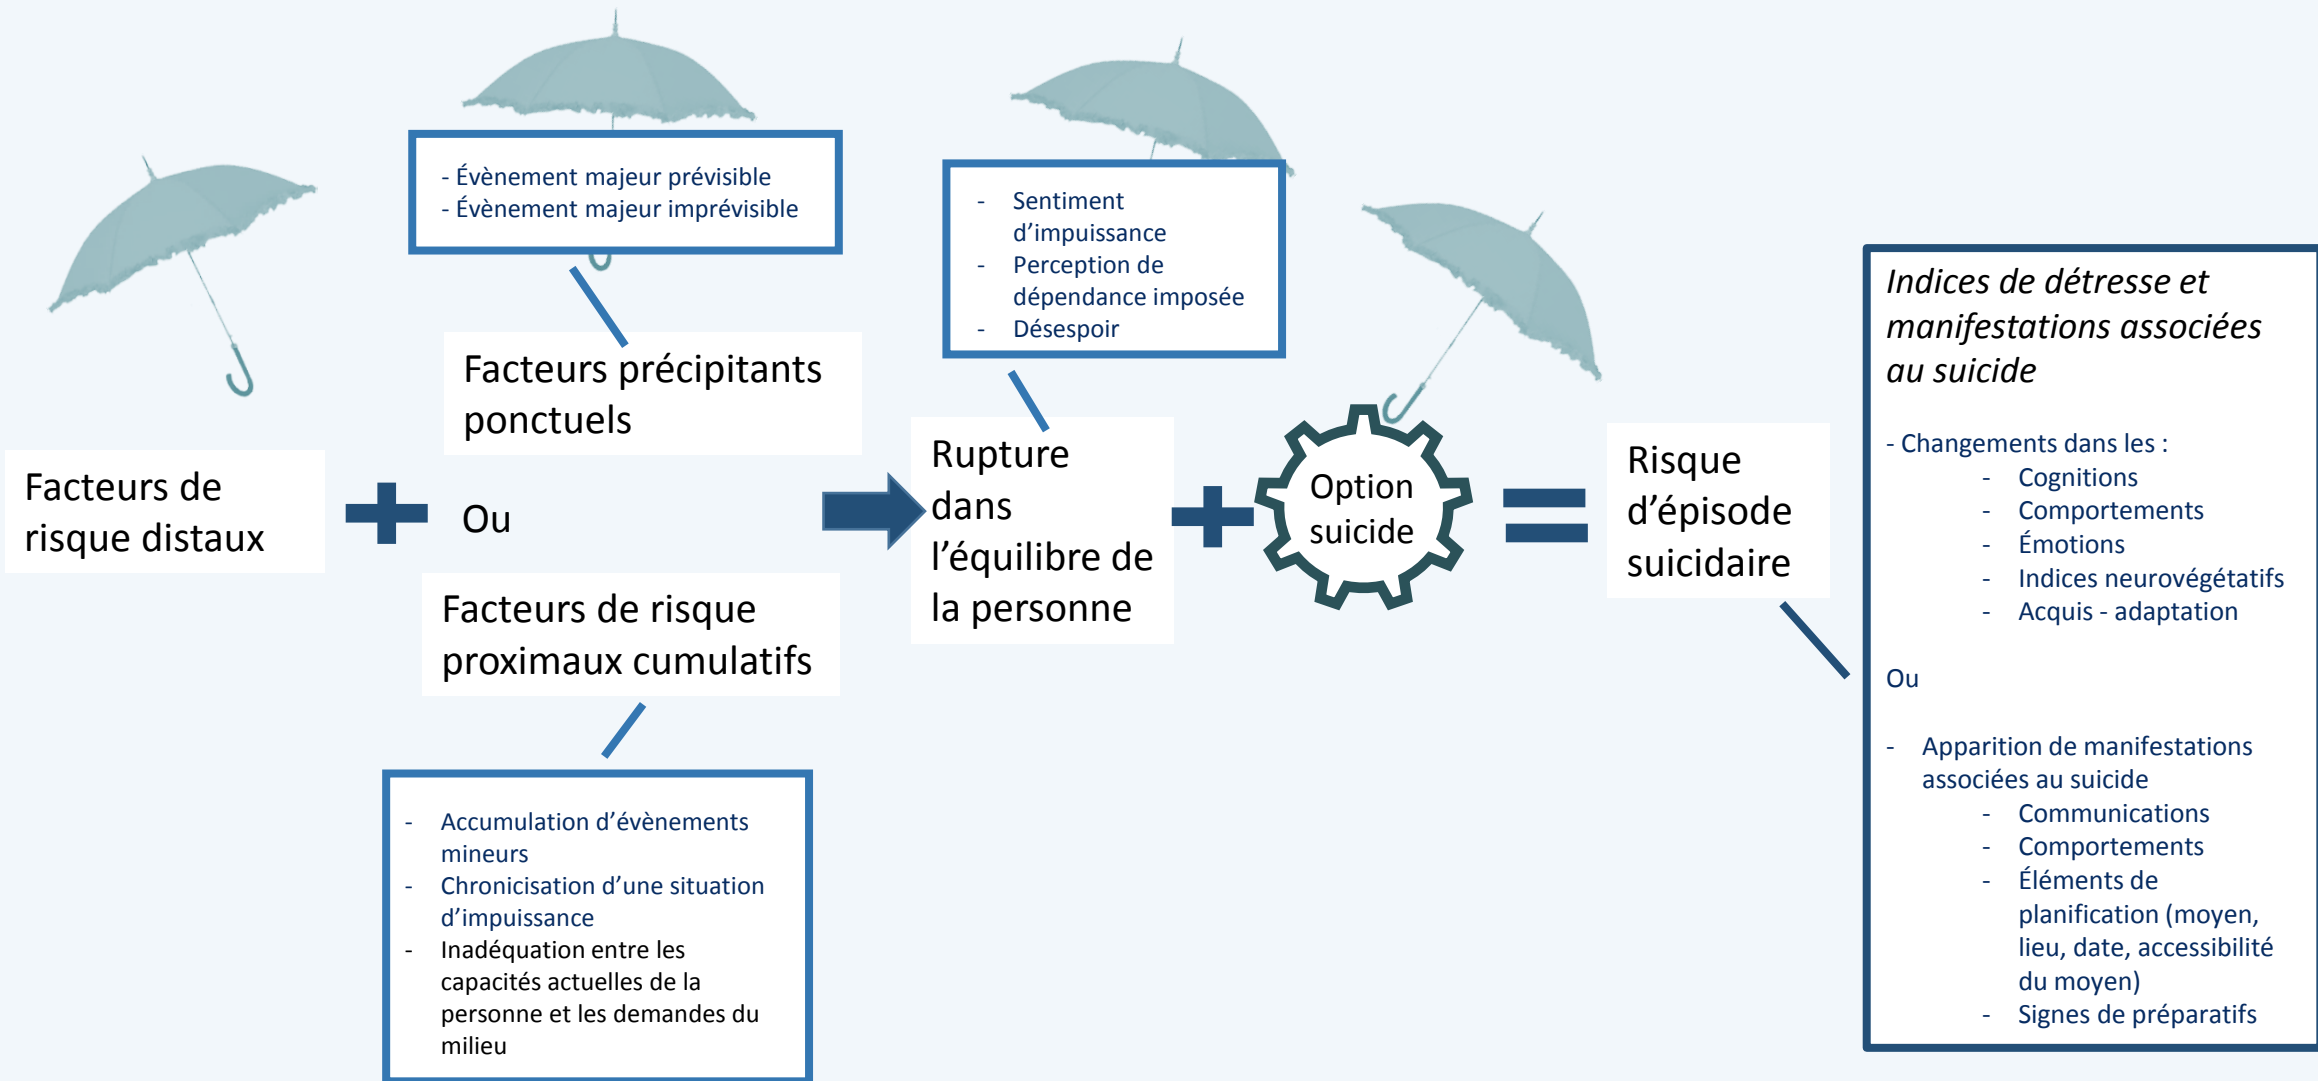 Facteurs de
risque distaux
- Évènement majeur prévisible
- Évènement majeur imprévisible
Facteurs précipitants
ponctuels
Ou
Facteurs de risque
proximaux cumulatifs
- Accumulation d'évènements
mineurs
- Chronicisation d'une situation
d'impuissance
- Inadéquation entre les
capacités actuelles de la
personne et les demandes du
milieu
- Sentiment
d'impuissance
- Perception de
dépendance imposée
- Désespoir
Rupture
dans
l'équilibre de
la personne
Option
suicide
Risque
d'épisode
suicidaire
Indices de détresse et
manifestations associées
au suicide
- Changements dans les :
- Cognitions
- Comportements
- Émotions
- Indices neurovégétatifs
- Acquis - adaptation
Ou
- Apparition de manifestations
associées au suicide
- Communications
- Comportements
- Éléments de
planification (moyen,
lieu, date, accessibilité
du moyen)
- Signes de préparatifs